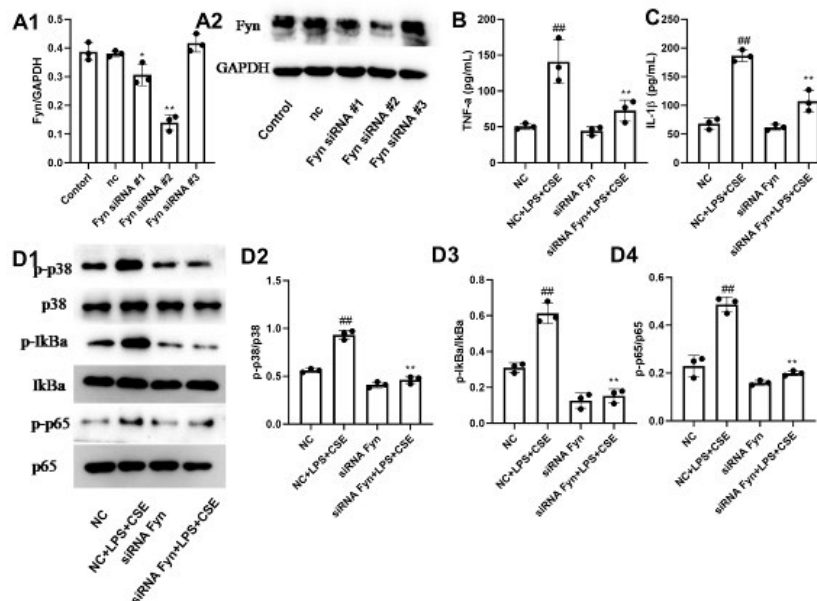 A1
Fyn/GAPDH
0.5
0.4
0.3
0.2
0.1
0.0
*
**
Contorl
nc
Fyn siRNA #1
Fyn siRNA #2
Fyn siRNA #3
A2
Fyn
GAPDH
Control
nc
Fyn siRNA #1
Fyn siRNA #2
Fyn siRNA #3
B
TNF-a (pg/mL)
200
150
100
50
0
##
**
NC
NC+LPS+CSE
siRNA Fyn
siRNA Fyn+LPS+CSE
C
IL-1β (pg/mL)
250
200
150
100
50
0
##
**
NC
NC+LPS+CSE
siRNA Fyn
siRNA Fyn+LPS+CSE
D1
p-p38
p38
p-IkBa
IkBa
p-p65
p65
NC
NC+LPS+CSE
siRNA Fyn
siRNA Fyn+LPS+CSE
D2
p-p38/p38
1.5
1.0
0.5
0.0
##
**
NC
NC+LPS+CSE
siRNA Fyn
siRNA Fyn+LPS+CSE
D3
p-IkBa/IkBa
0.8
0.6
0.4
0.2
0.0
##
**
NC
NC+LPS+CSE
siRNA Fyn
siRNA Fyn+LPS+CSE
D4
p-p65/p65
0.6
0.4
0.2
0.0
##
**
NC
NC+LPS+CSE
siRNA Fyn
siRNA Fyn+LPS+CSE